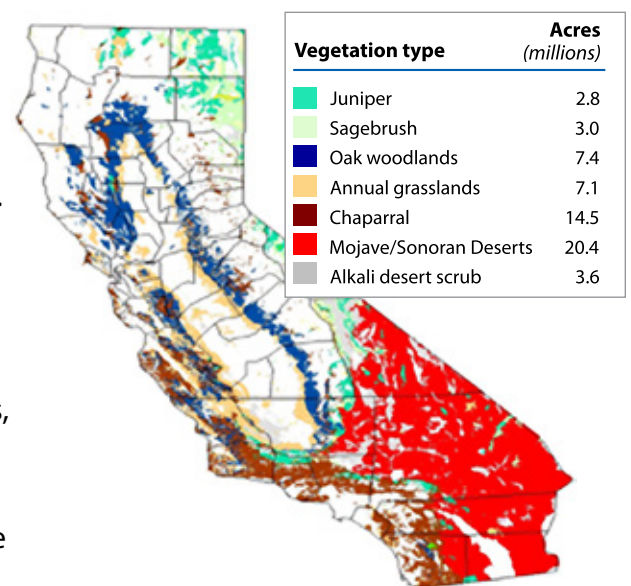 Acres
Vegetation type (millions)
Juniper 2.8
Sagebrush 3.0
Oak woodlands 7.4
Annual grasslands 7.1
Chaparral 14.5
Mojave/Sonoran Deserts 20.4
Alkali desert scrub 3.6
s,
e